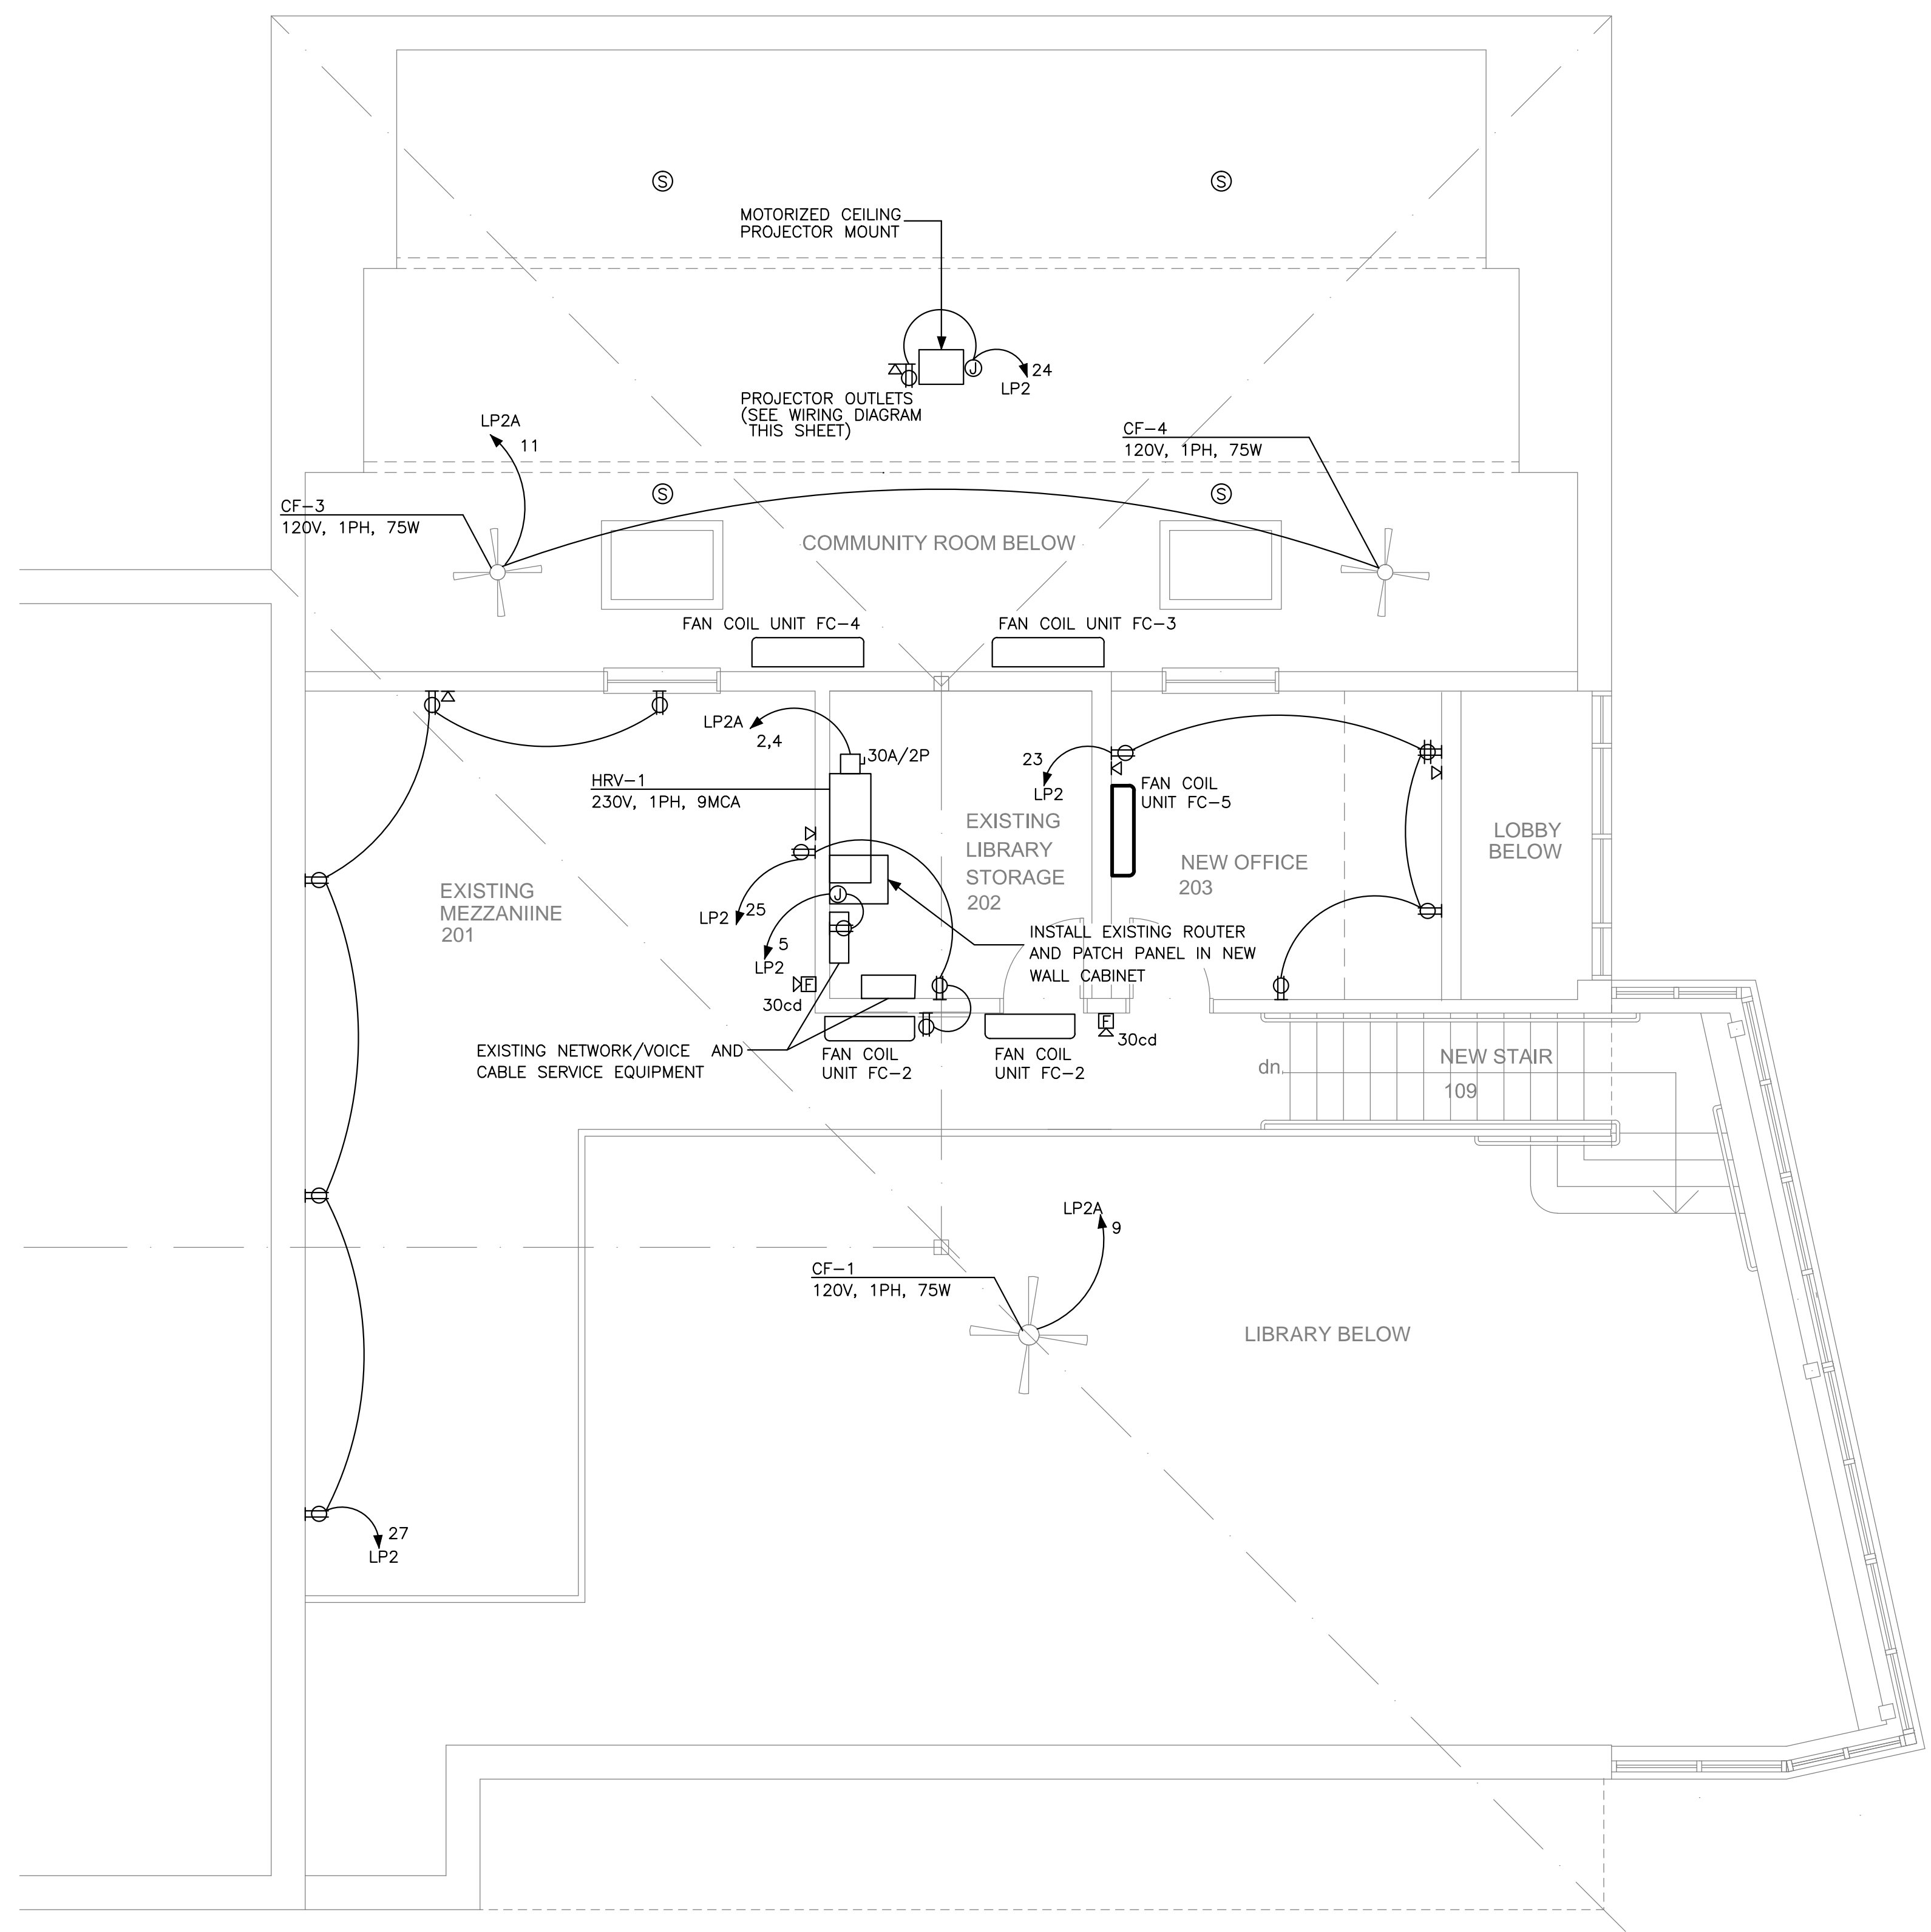 S
S
MOTORIZED CEILING
PROJECTOR MOUNT
J
24
LP2
PROJECTOR OUTLETS
(SEE WIRING DIAGRAM
THIS SHEET)
LP2A
11
CF-4
120V, 1PH, 75W
S
S
CF-3
120V, 1PH, 75W
COMMUNITY ROOM BELOW
FAN COIL UNIT FC-4
FAN COIL UNIT FC-3
LP2A
2,4
30A/2P
HRV-1
230V, 1PH, 9MCA
23
LP2
FAN COIL
UNIT FC-5
EXISTING
LIBRARY
STORAGE
202
NEW OFFICE
203
LOBBY
BELOW
EXISTING
MEZZANIINE
201
J
LP2
25
5
LP2
F
30cd
INSTALL EXISTING ROUTER
AND PATCH PANEL IN NEW
WALL CABINET
EXISTING NETWORK/VOICE AND
CABLE SERVICE EQUIPMENT
FAN COIL
UNIT FC-2
FAN COIL
UNIT FC-2
F
30cd
dn.
NEW STAIR
109
LP2A
9
CF-1
120V, 1PH, 75W
LIBRARY BELOW
27
LP2